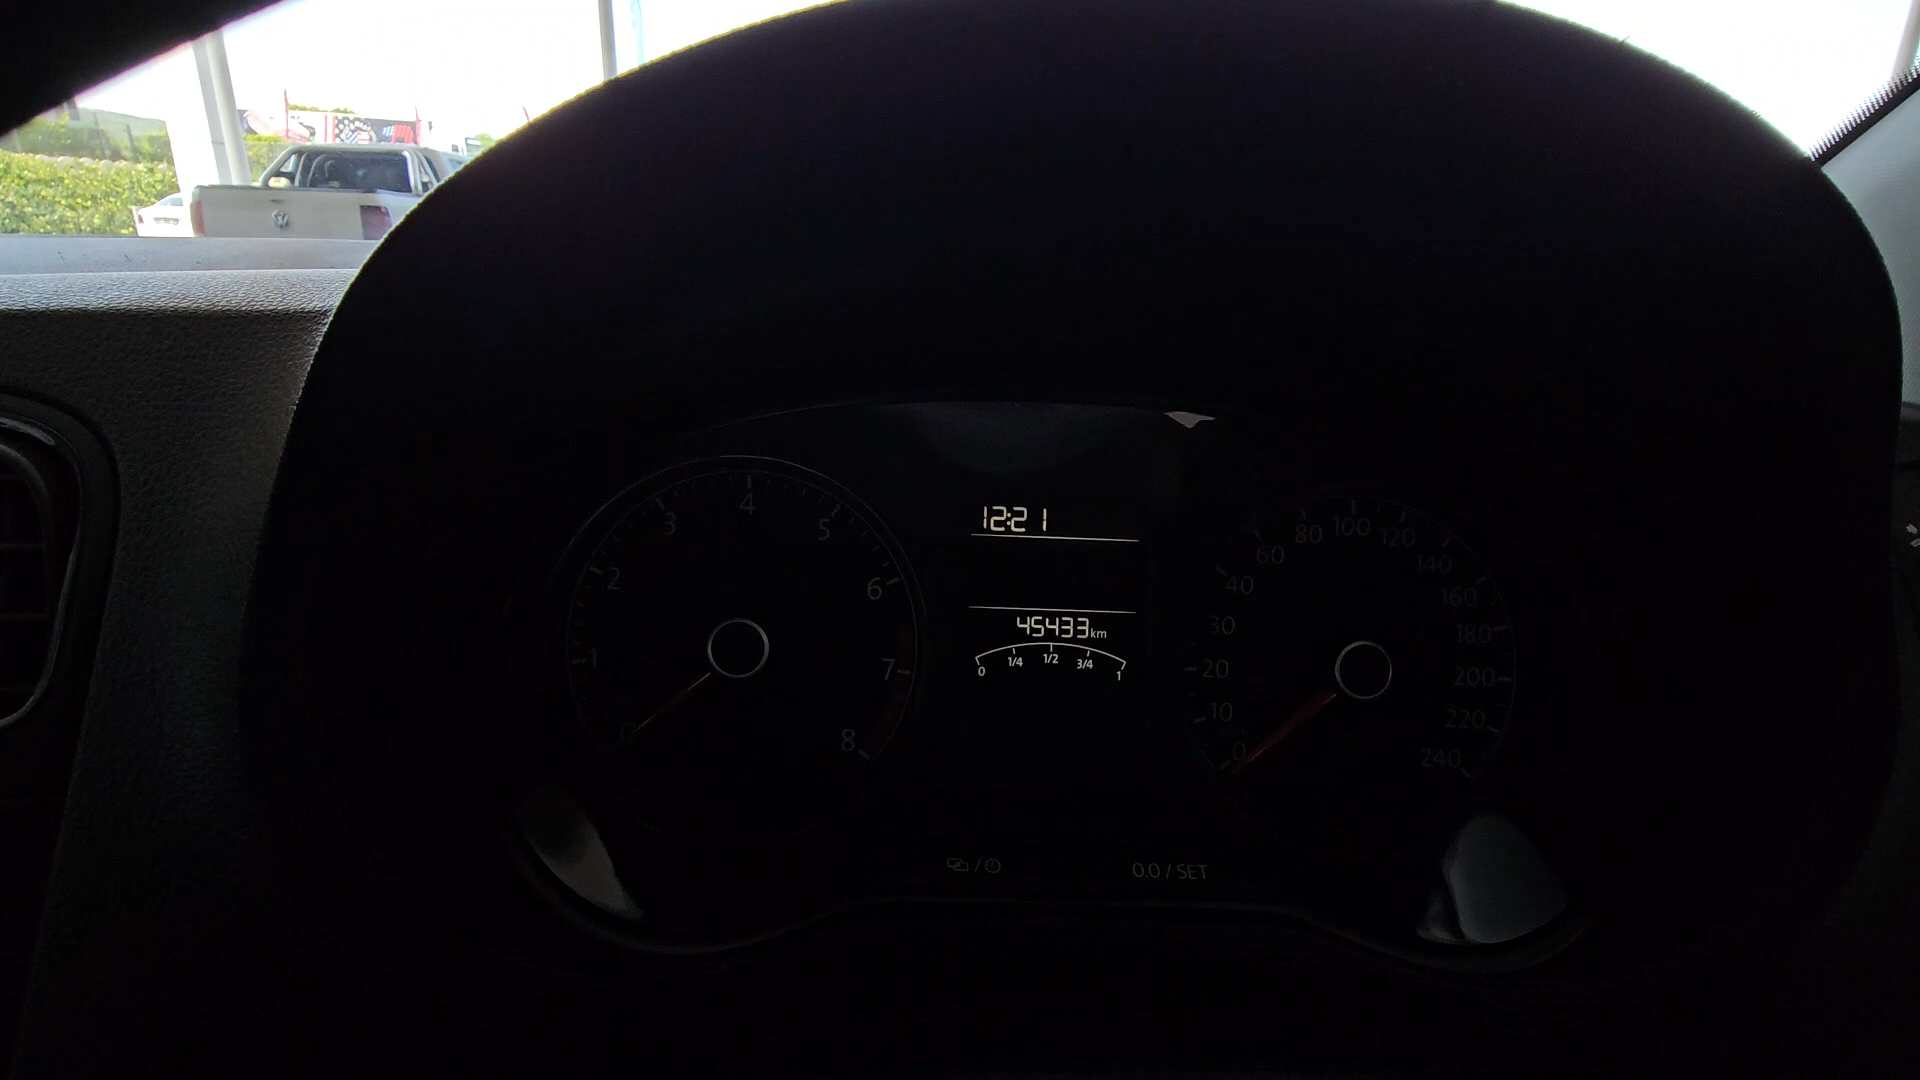 12:21
45433km
0 1/4 1/2 3/4 1
0 1 2 3 4 5 6 7 8
0 10 20 30 40 60 80 100 120 140 160 180 200 220 240
/
0.0 / SET